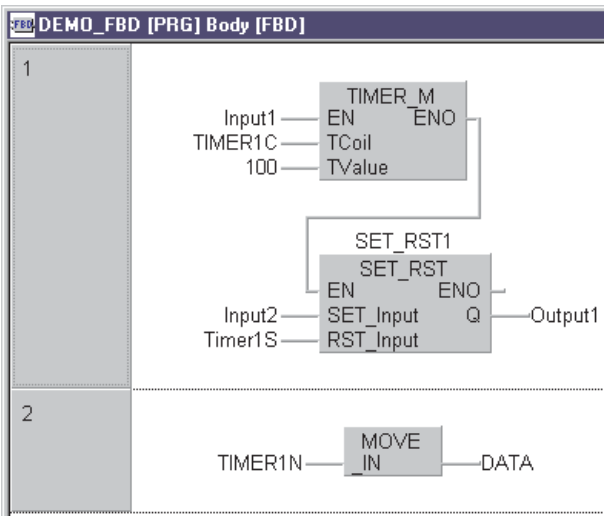 FBD DEMO_FBD [PRG] Body [FBD]
1
TIMER_M
Input1 EN ENO
TIMER1C TCoil
100 TValue
SET_RST1
SET_RST
EN ENO
Input2 SET_Input Q Output1
Timer1S RST_Input
2
MOVE
TIMER1N _IN DATA